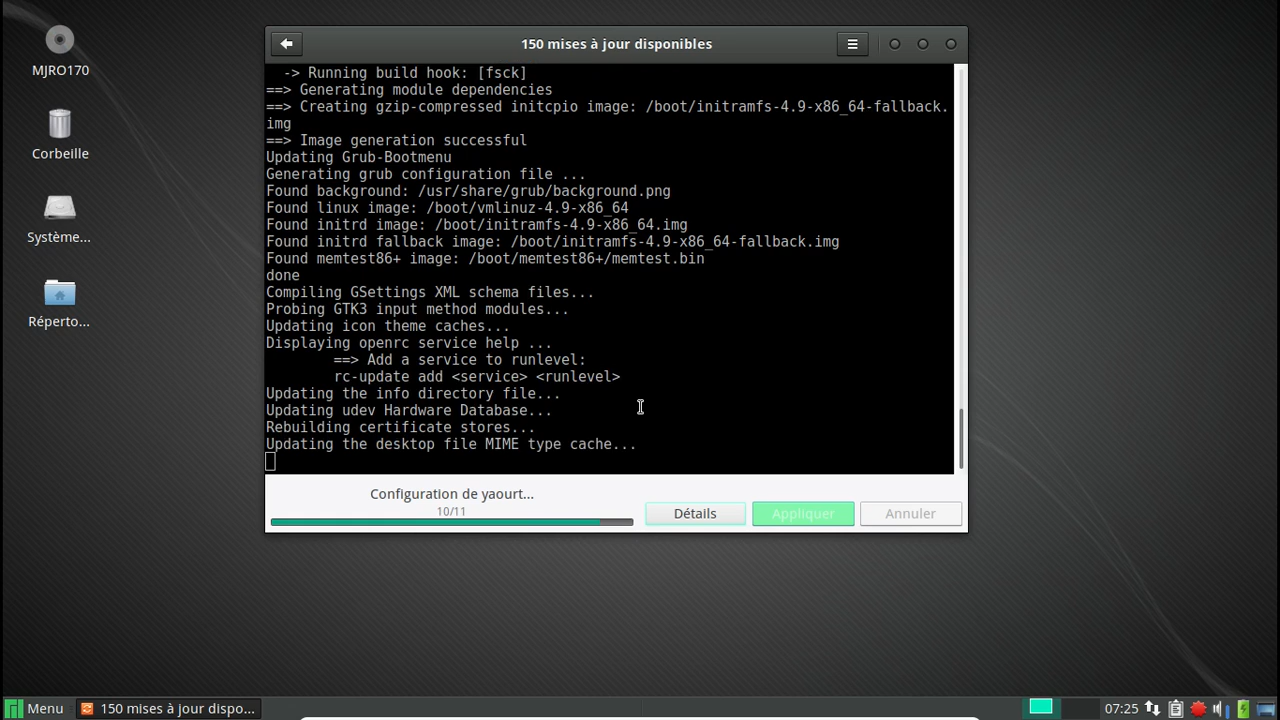 MJRO170
Corbeille
Système...
Réperto...
150 mises à jour disponibles
-> Running build hook: [fsck]
==> Generating module dependencies
==> Creating gzip-compressed initcpio image: /boot/initramfs-4.9-x86_64-fallback.
img
==> Image generation successful
Updating Grub-Bootmenu
Generating grub configuration file ...
Found background: /usr/share/grub/background.png
Found linux image: /boot/vmlinuz-4.9-x86_64
Found initrd image: /boot/initramfs-4.9-x86_64.img
Found initrd fallback image: /boot/initramfs-4.9-x86_64-fallback.img
Found memtest86+ image: /boot/memtest86+/memtest.bin
done
Compiling GSettings XML schema files...
Probing GTK3 input method modules...
Updating icon theme caches...
Displaying openrc service help ...
==> Add a service to runlevel:
rc-update add <service> <runlevel>
Updating the info directory file...
Updating udev Hardware Database...
Rebuilding certificate stores...
Updating the desktop file MIME type cache...
Configuration de yaourt...
10/11
Détails
Appliquer
Annuler
Menu
150 mises à jour dispo...
07:25